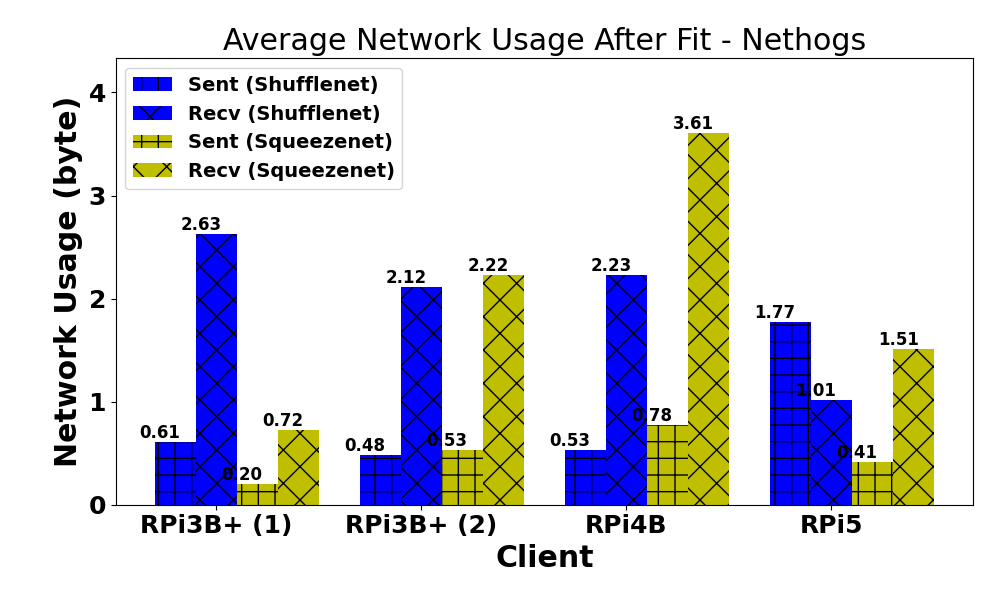 Average Network Usage After Fit - Nethogs
Network Usage (byte)
4
3
2
1
0
Sent (Shufflenet)
Recv (Shufflenet)
Sent (Squeezenet)
Recv (Squeezenet)
0.61
2.63
0.20
0.72
0.48
2.12
0.53
2.22
0.53
2.23
0.78
3.61
1.77
1.01
0.41
1.51
RPi3B+ (1)
RPi3B+ (2)
RPi4B
RPi5
Client